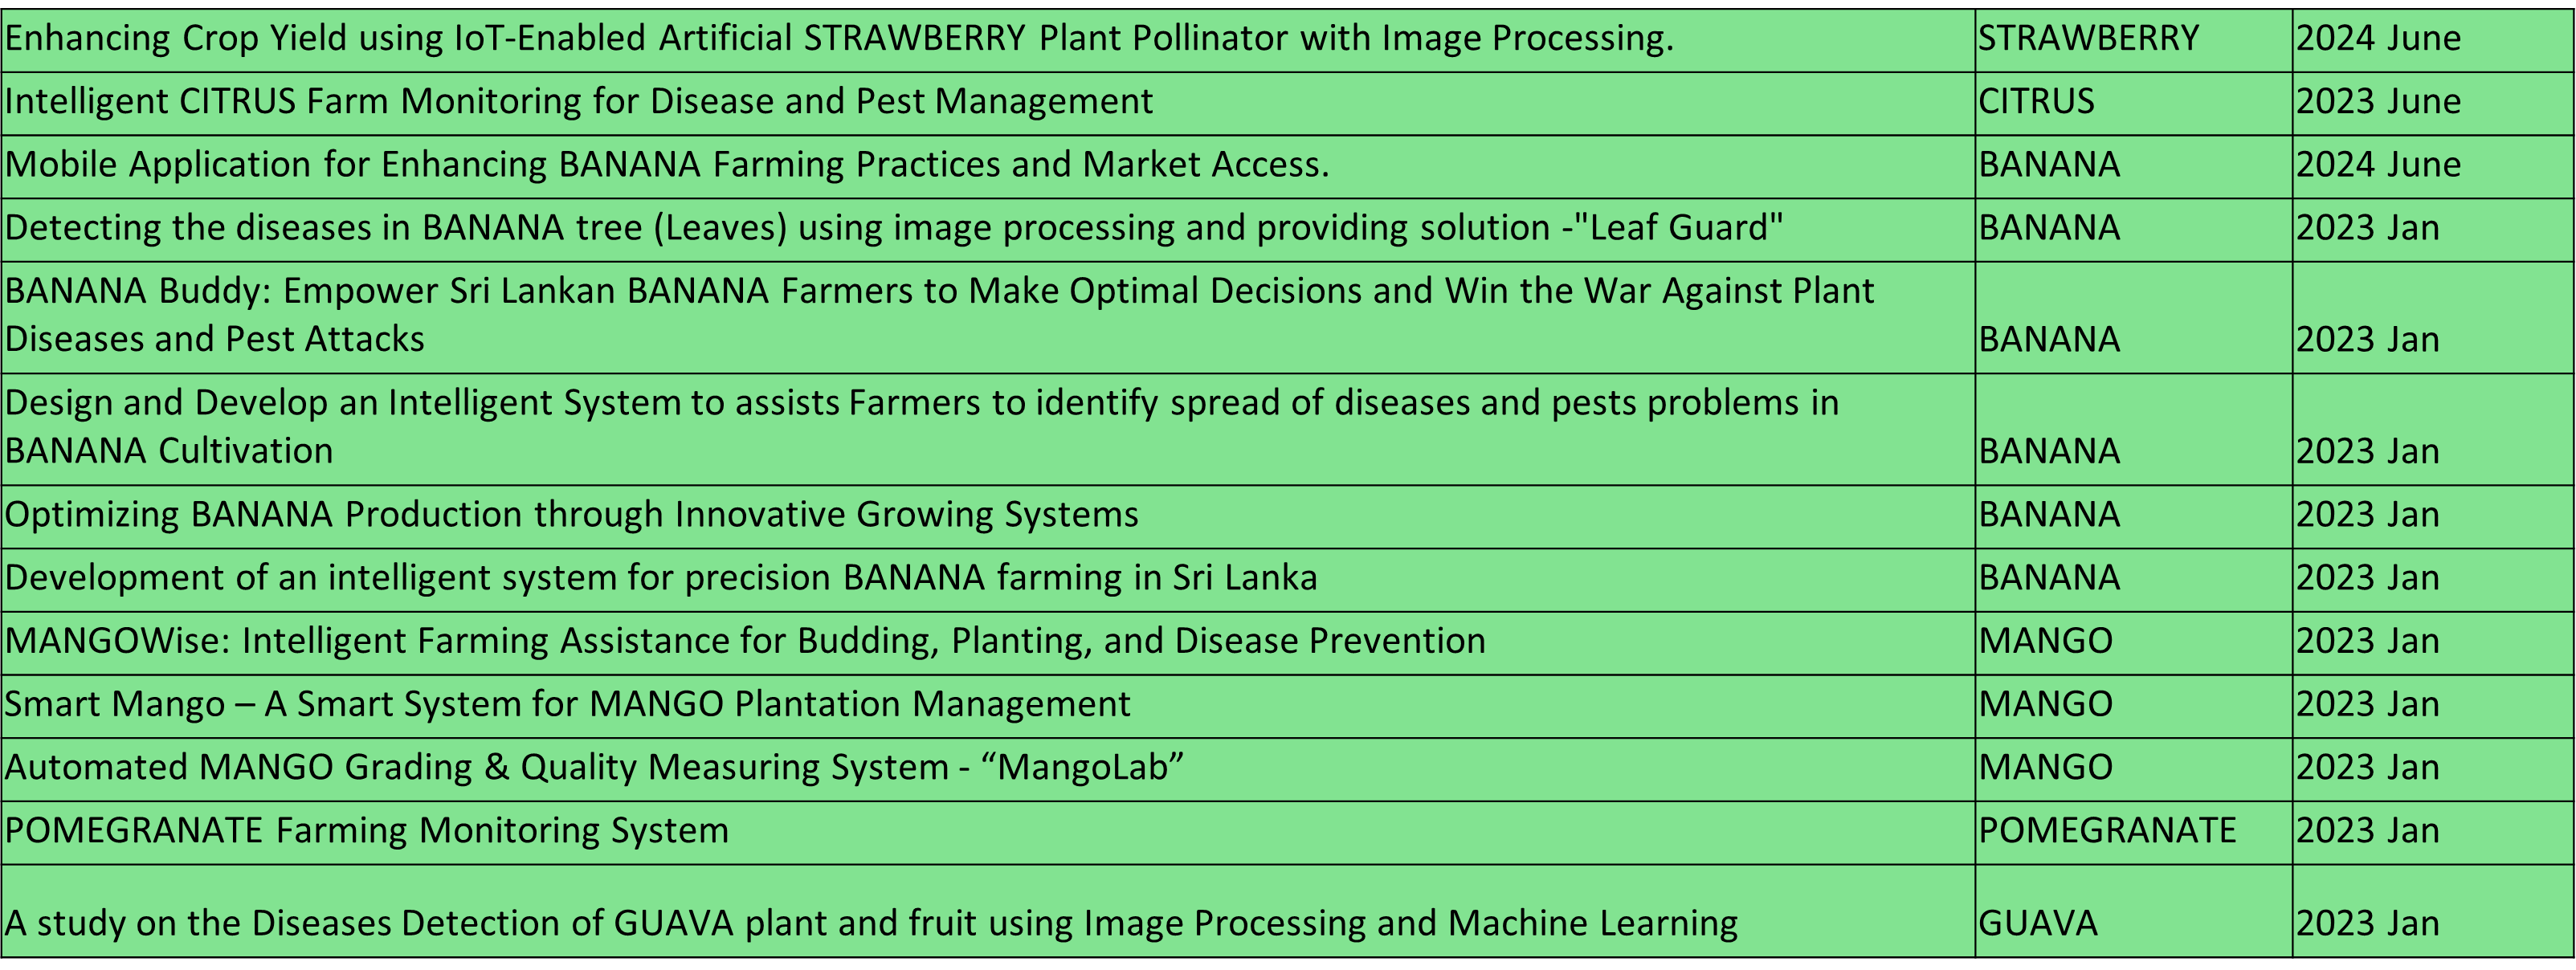 Enhancing Crop Yield using IoT-Enabled Artificial STRAWBERRY Plant Pollinator with Image Processing. STRAWBERRY 2024 June
Intelligent CITRUS Farm Monitoring for Disease and Pest Management CITRUS 2023 June
Mobile Application for Enhancing BANANA Farming Practices and Market Access. BANANA 2024 June
Detecting the diseases in BANANA tree (Leaves) using image processing and providing solution -"Leaf Guard" BANANA 2023 Jan
BANANA Buddy: Empower Sri Lankan BANANA Farmers to Make Optimal Decisions and Win the War Against Plant
Diseases and Pest Attacks BANANA 2023 Jan
Design and Develop an Intelligent System to assists Farmers to identify spread of diseases and pests problems in
BANANA Cultivation BANANA 2023 Jan
Optimizing BANANA Production through Innovative Growing Systems BANANA 2023 Jan
Development of an intelligent system for precision BANANA farming in Sri Lanka BANANA 2023 Jan
MANGOWise: Intelligent Farming Assistance for Budding, Planting, and Disease Prevention MANGO 2023 Jan
Smart Mango – A Smart System for MANGO Plantation Management MANGO 2023 Jan
Automated MANGO Grading & Quality Measuring System - “MangoLab” MANGO 2023 Jan
POMEGRANATE Farming Monitoring System POMEGRANATE 2023 Jan
A study on the Diseases Detection of GUAVA plant and fruit using Image Processing and Machine Learning GUAVA 2023 Jan